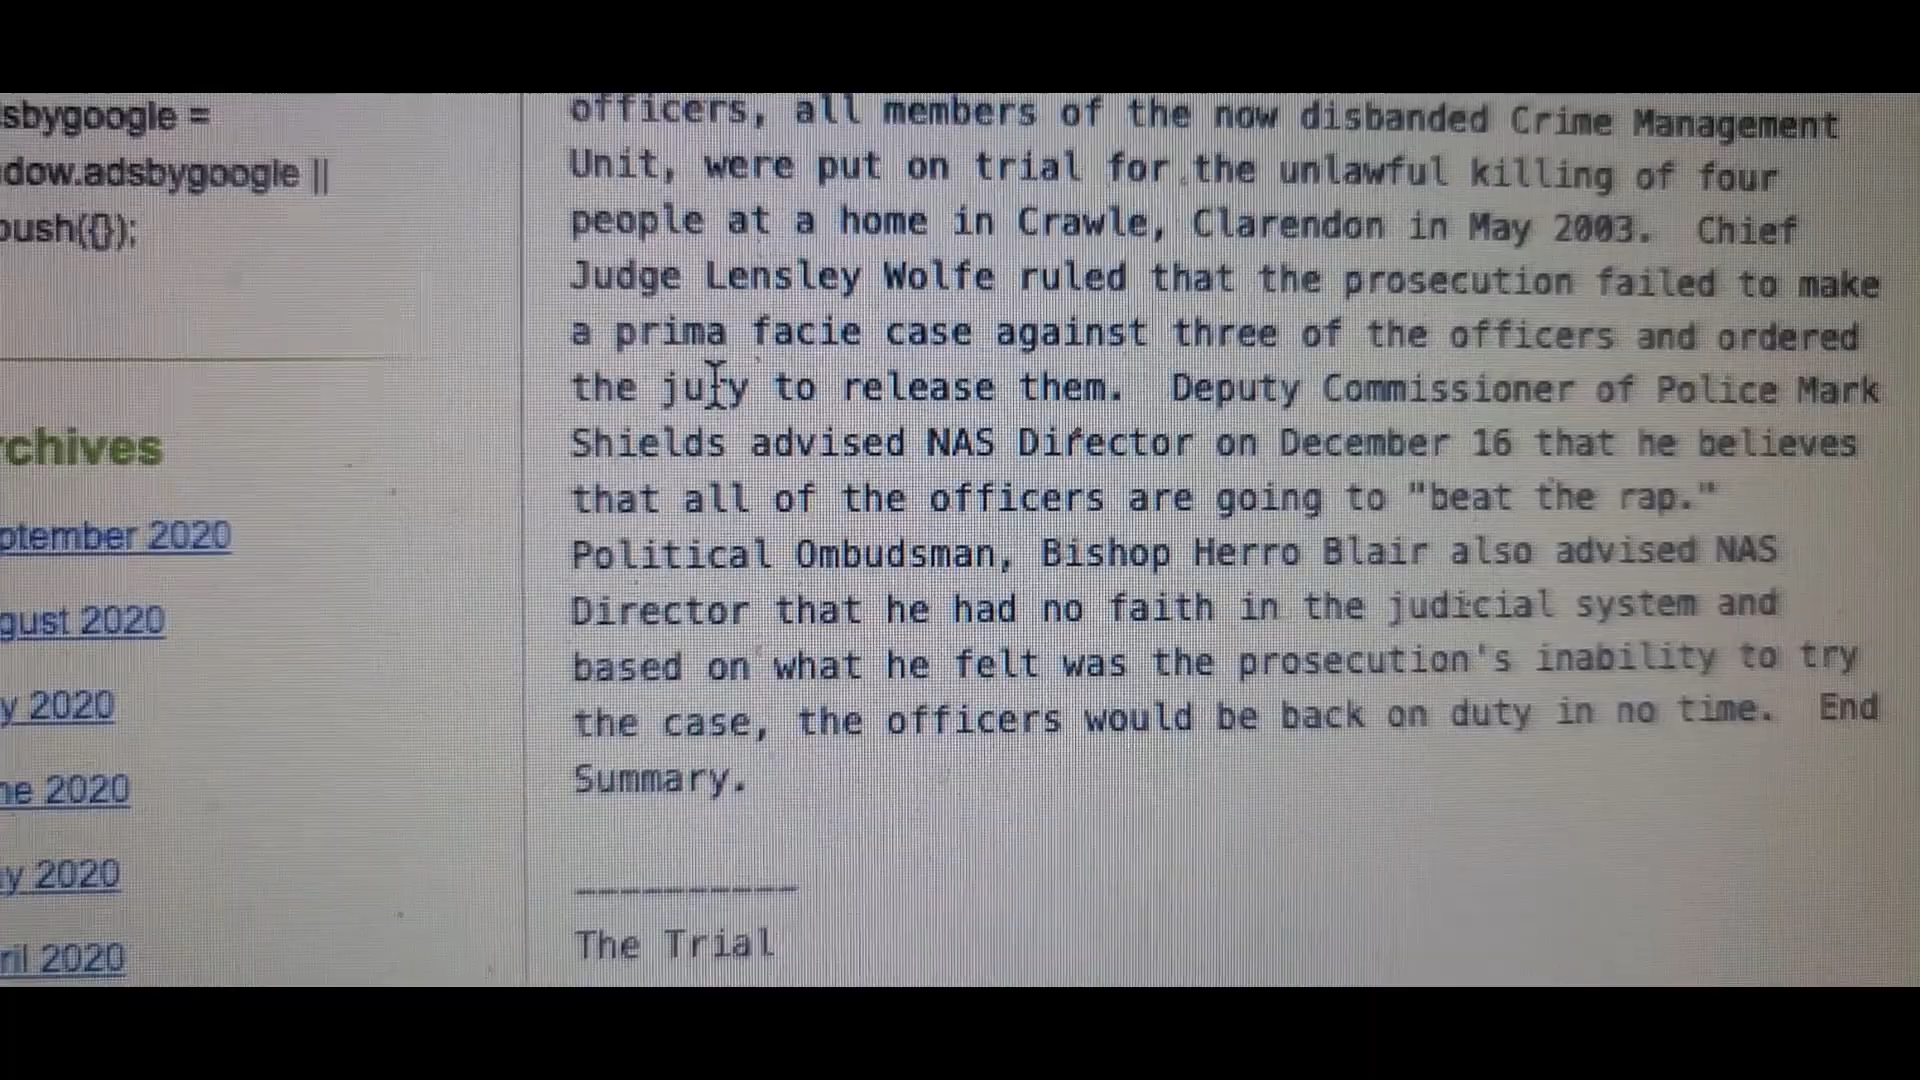 sbygoogle =
dow.adsbygoogle ||
push({});
rchives
ptember 2020
gust 2020
y 2020
ne 2020
ay 2020
ril 2020
officers, all members of the now disbanded Crime Management
Unit, were put on trial for the unlawful killing of four
people at a home in Crawle, Clarendon in May 2003.  Chief
Judge Lensley Wolfe ruled that the prosecution failed to make
a prima facie case against three of the officers and ordered
the jury to release them.  Deputy Commissioner of Police Mark
Shields advised NAS Director on December 16 that he believes
that all of the officers are going to "beat the rap."
Political Ombudsman, Bishop Herro Blair also advised NAS
Director that he had no faith in the judicial system and
based on what he felt was the prosecution's inability to try
the case, the officers would be back on duty in no time.  End
Summary.
__________
The Trial